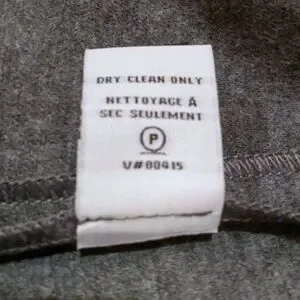 DRY CLEAN ONLY
NETTOYAGE À
SEC SEULEMENT
P
V#00415